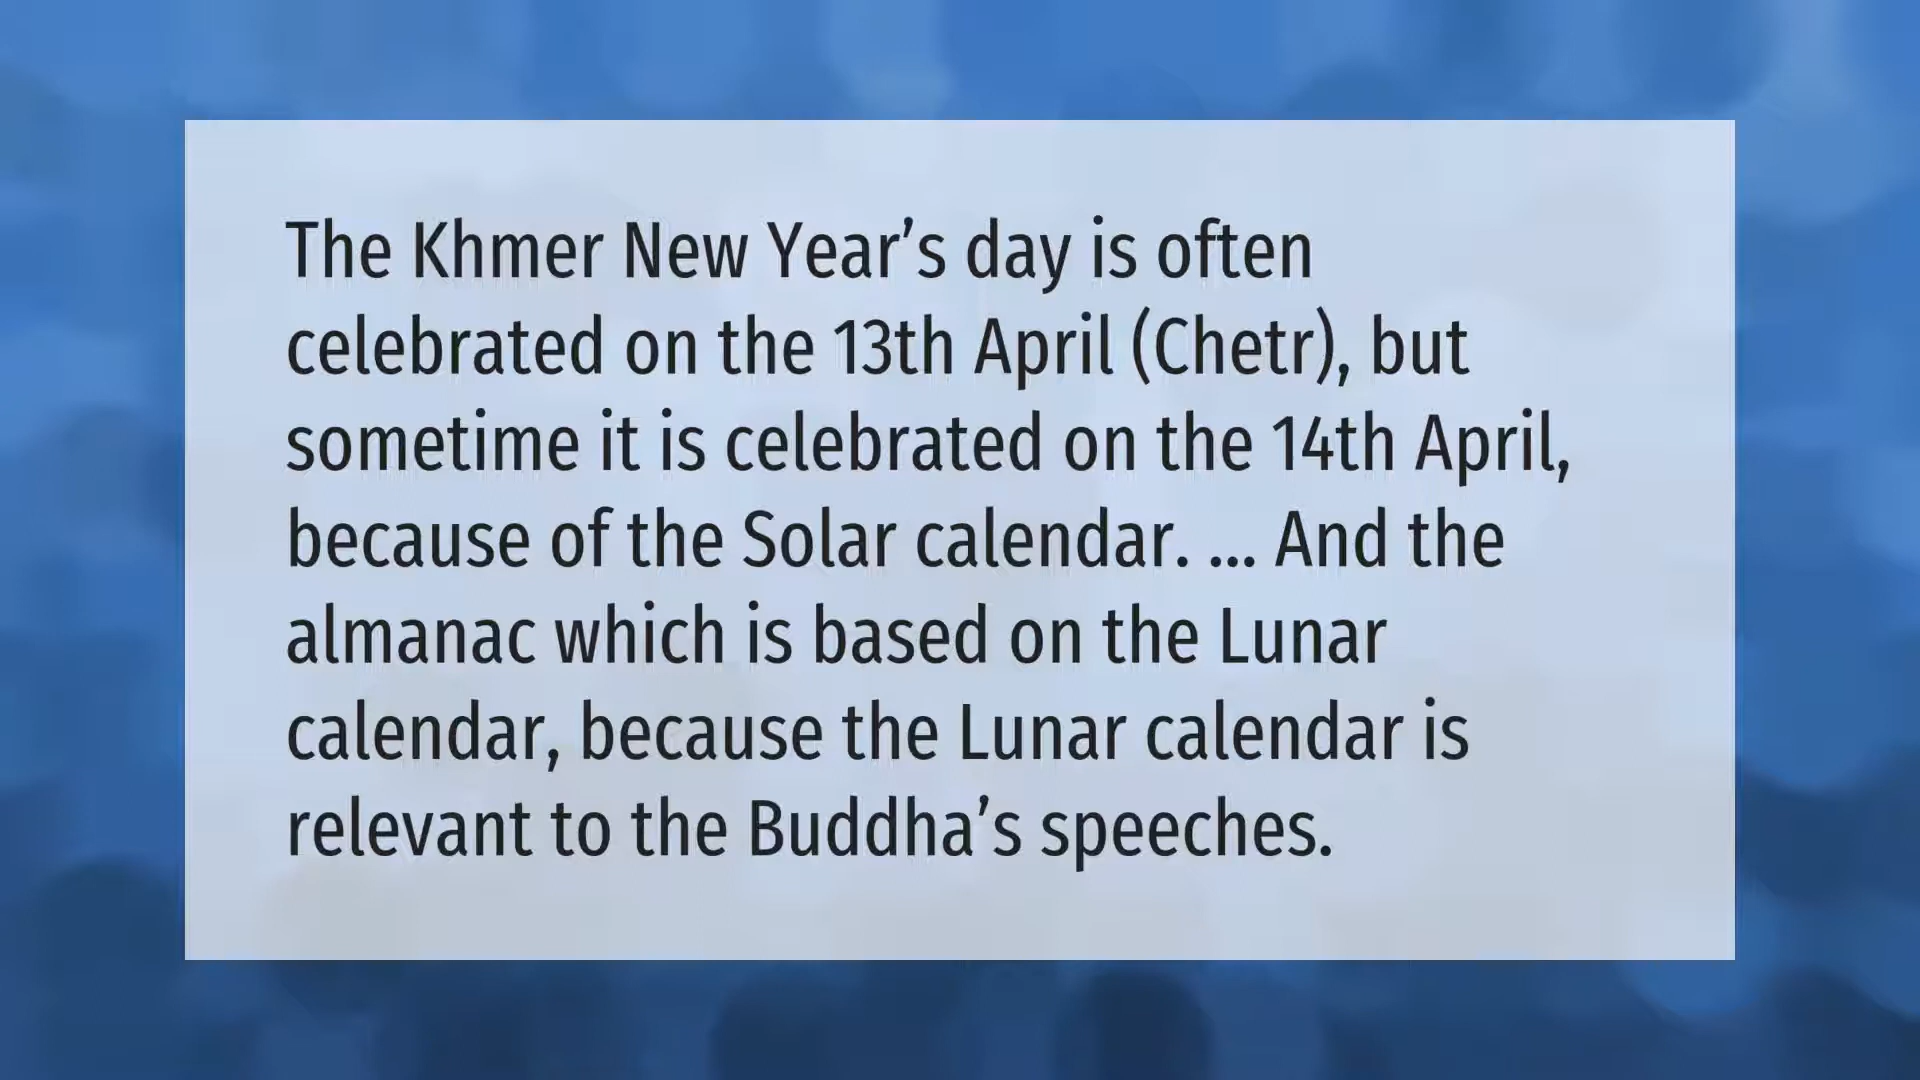 The Khmer New Year’s day is often
celebrated on the 13th April (Chetr), but
sometime it is celebrated on the 14th April,
because of the Solar calendar. ... And the
almanac which is based on the Lunar
calendar, because the Lunar calendar is
relevant to the Buddha’s speeches.